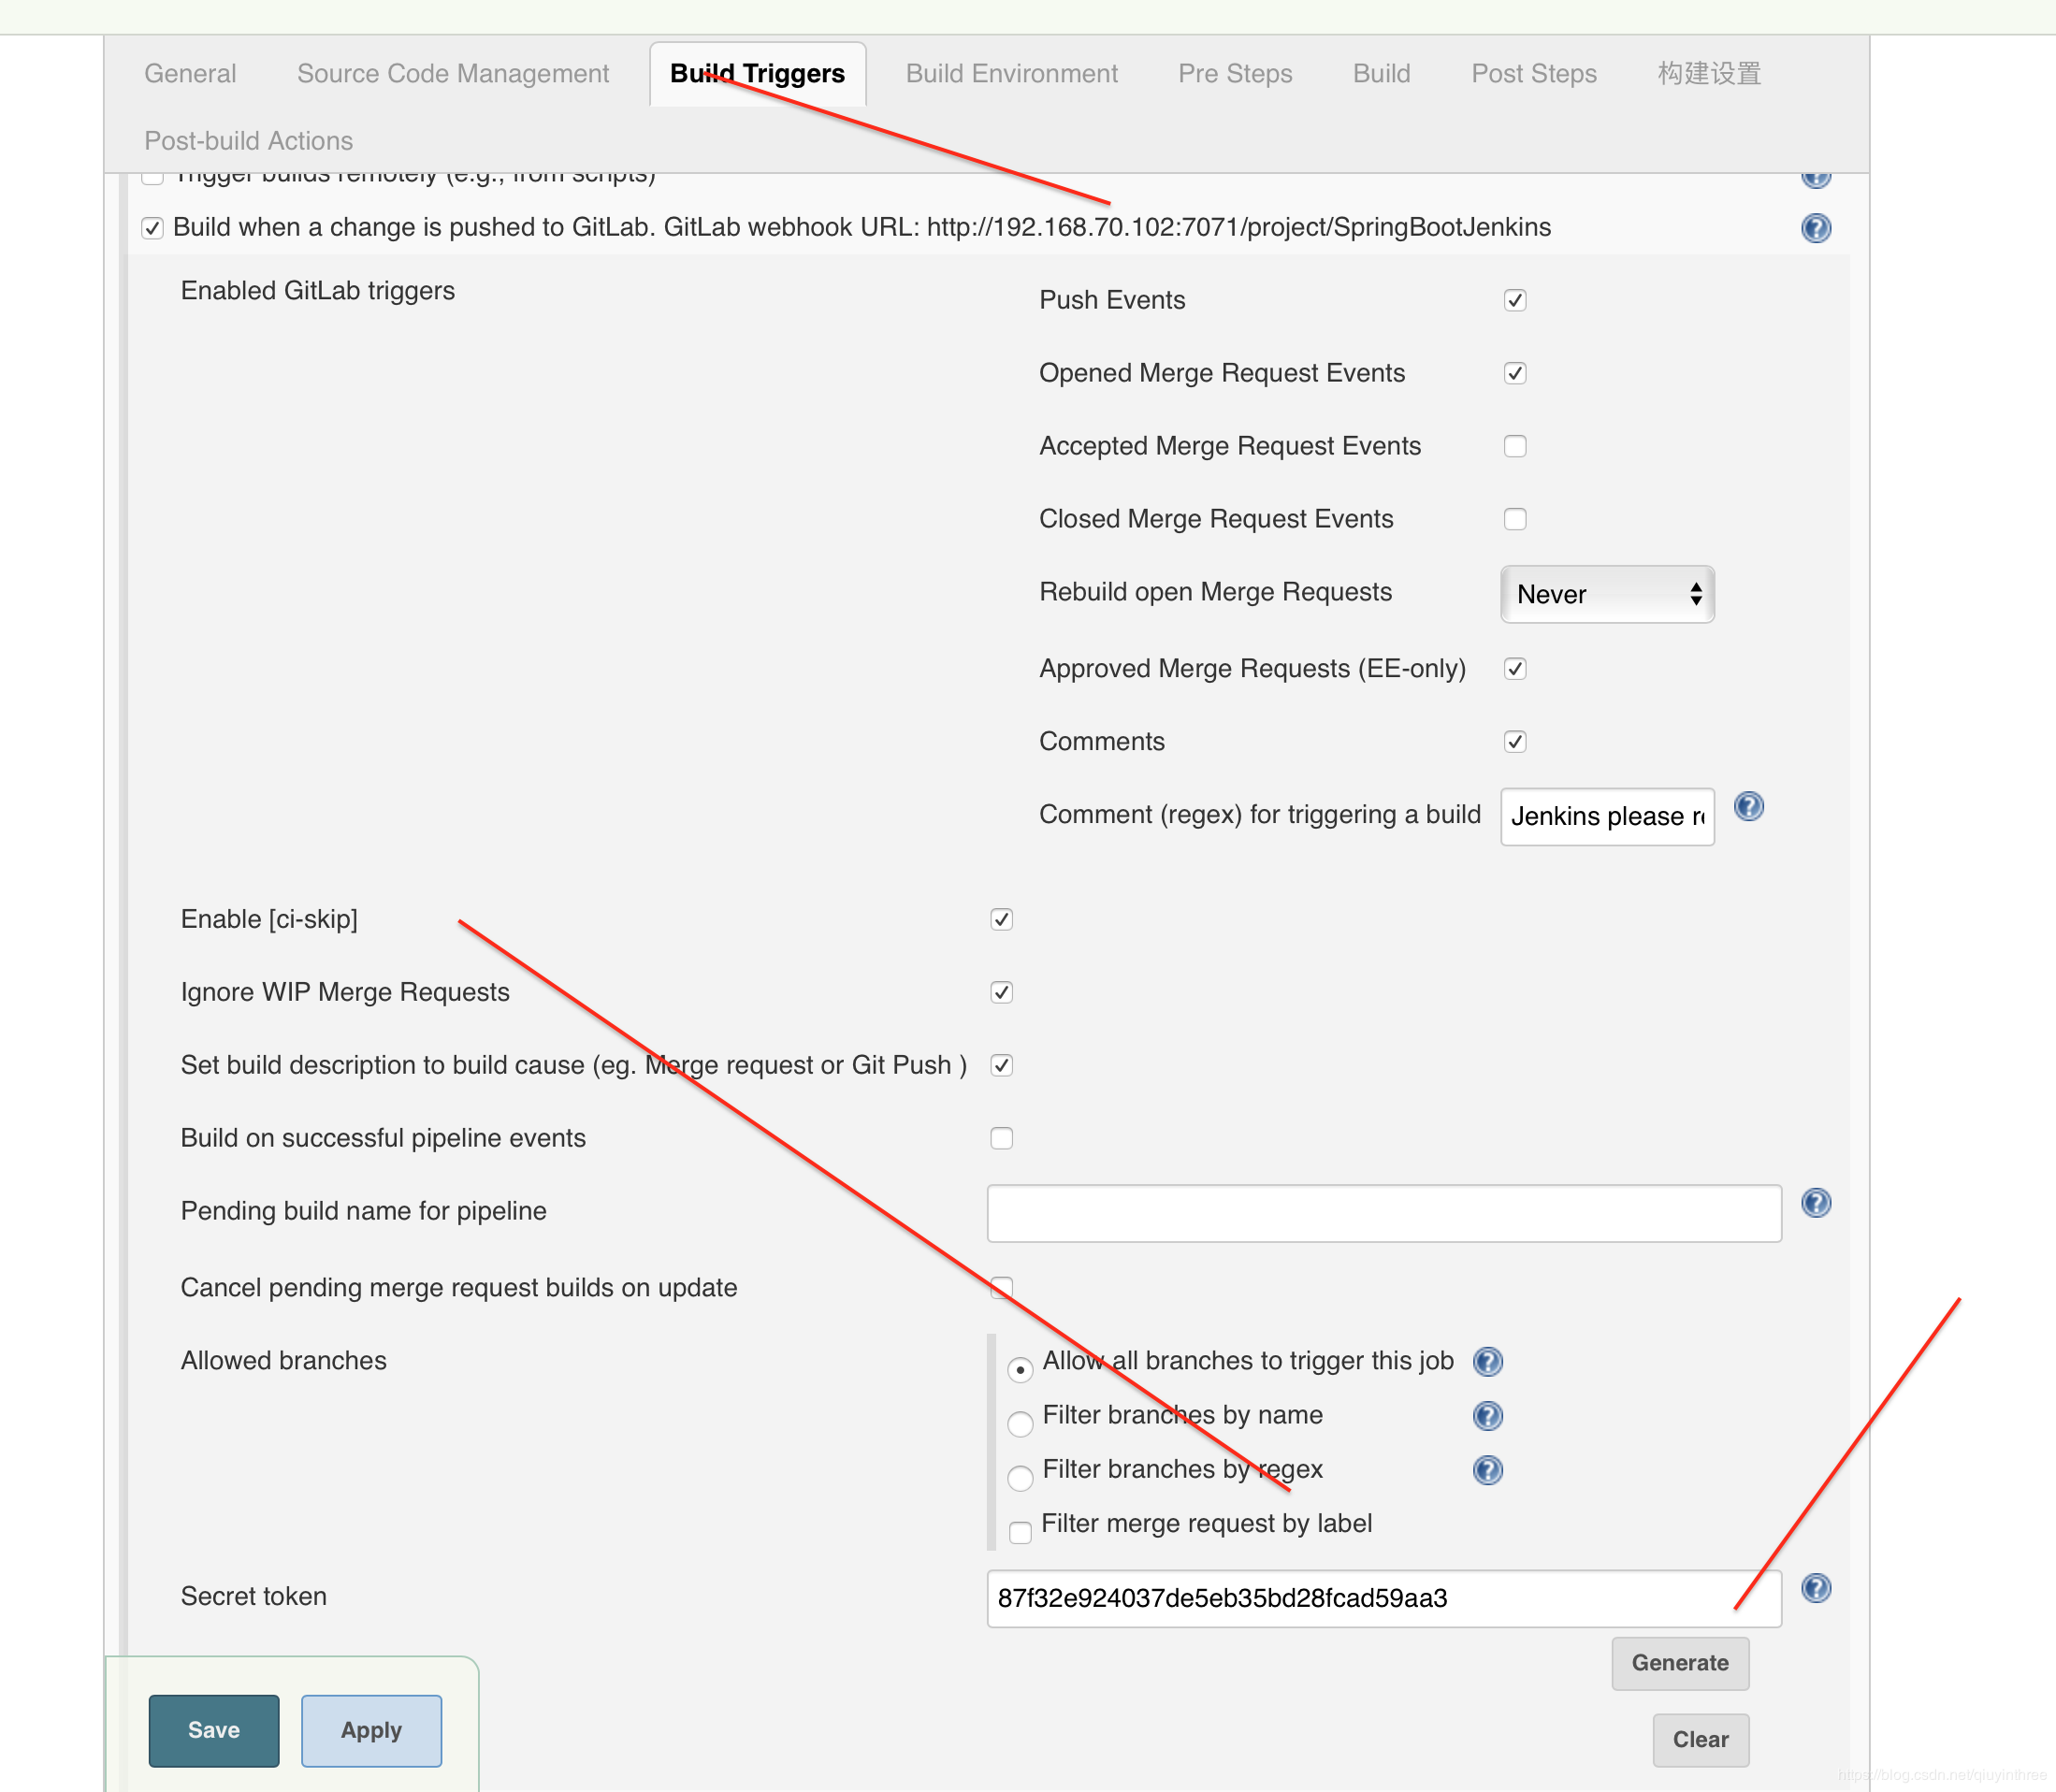 General Source Code Management Build Triggers Build Environment Pre Steps Build Post Steps 构建设置
Post-build Actions
Trigger builds remotely (e.g., from scripts)
Build when a change is pushed to GitLab. GitLab webhook URL: http://192.168.70.102:7071/project/SpringBootJenkins
Enabled GitLab triggers
Push Events
Opened Merge Request Events
Accepted Merge Request Events
Closed Merge Request Events
Rebuild open Merge Requests Never
Approved Merge Requests (EE-only)
Comments
Comment (regex) for triggering a build Jenkins please
Enable [ci-skip]
Ignore WIP Merge Requests
Set build description to build cause (eg. Merge request or Git Push )
Build on successful pipeline events
Pending build name for pipeline
Cancel pending merge request builds on update
Allowed branches Allow all branches to trigger this job
Filter branches by name
Filter branches by regex
Filter merge request by label
Secret token 87f32e924037de5eb35bd28fcad59aa3
Generate
Save Apply Clear
https://blog.csdn.net/qiuyinthree